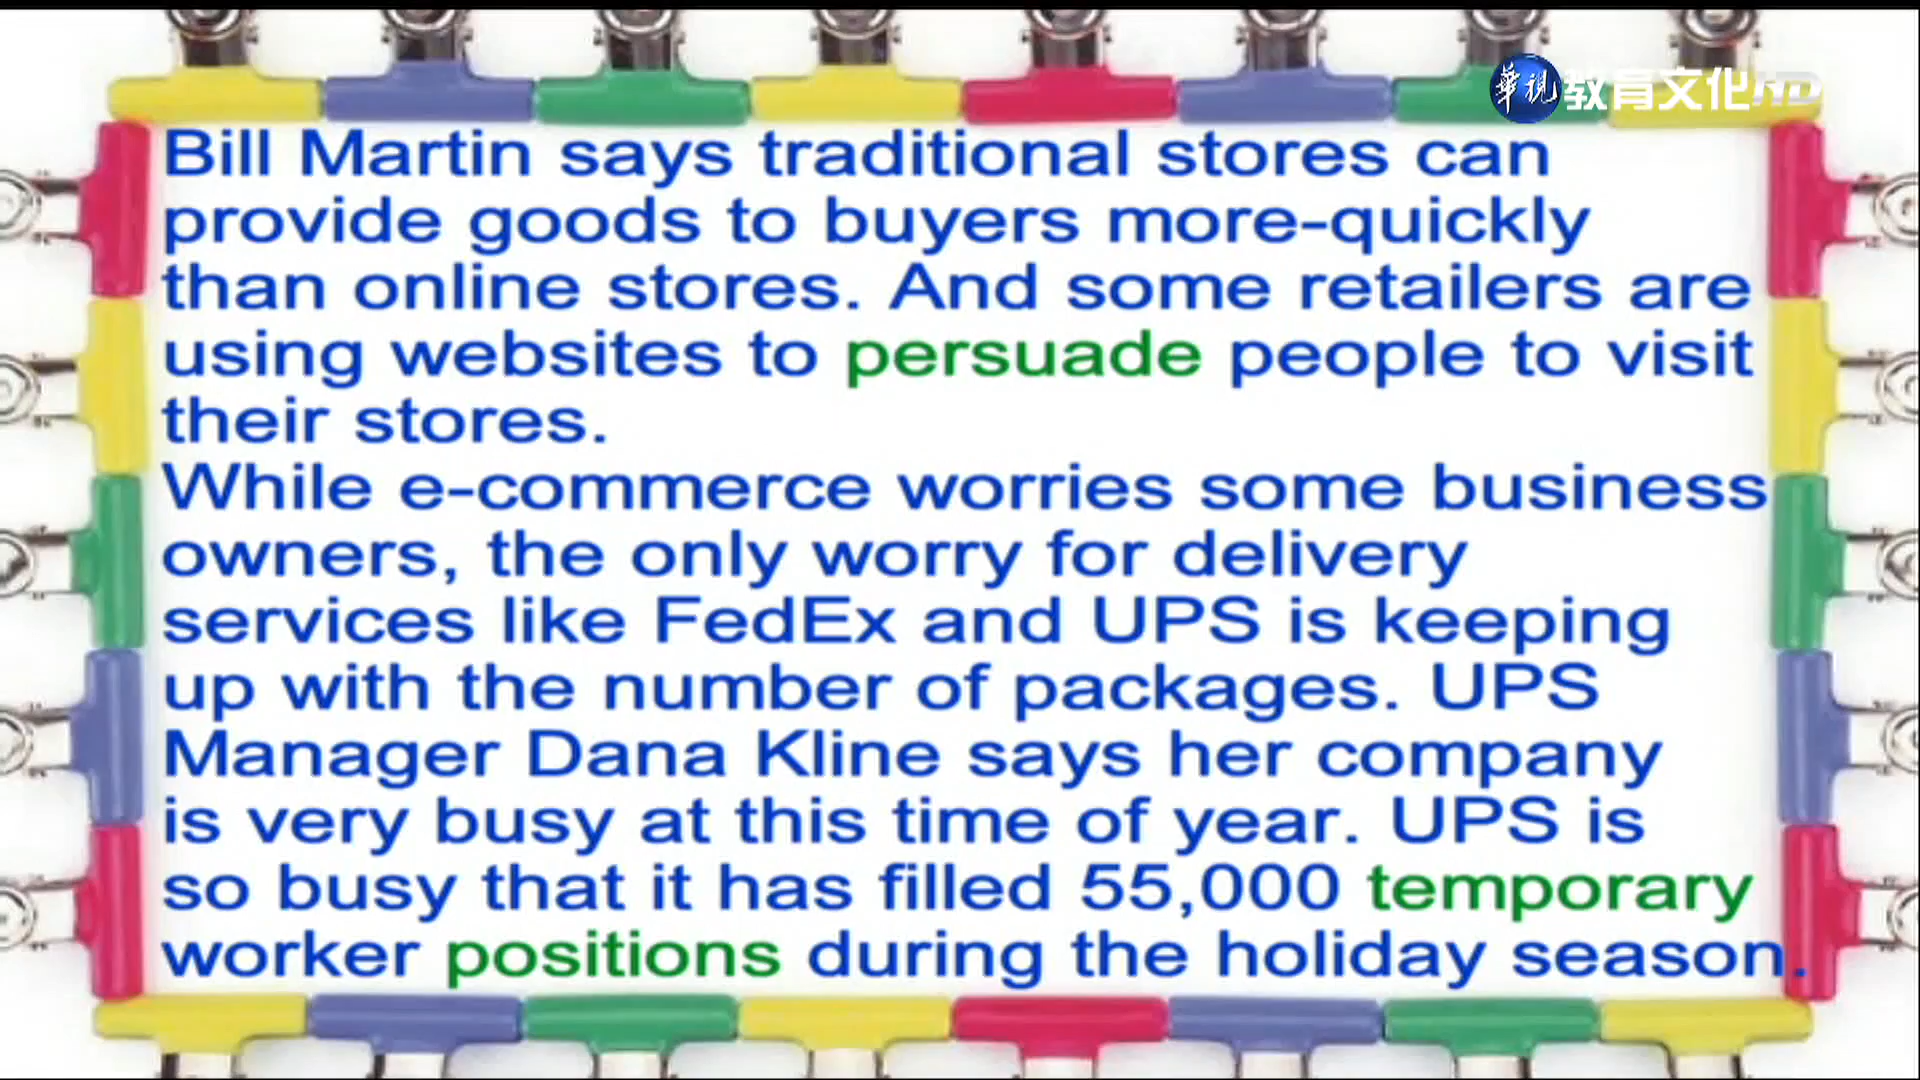 華視 教育文化HD
Bill Martin says traditional stores can
provide goods to buyers more-quickly
than online stores. And some retailers are
using websites to persuade people to visit
their stores.
While e-commerce worries some business
owners, the only worry for delivery
services like FedEx and UPS is keeping
up with the number of packages. UPS
Manager Dana Kline says her company
is very busy at this time of year. UPS is
so busy that it has filled 55,000 temporary
worker positions during the holiday season.